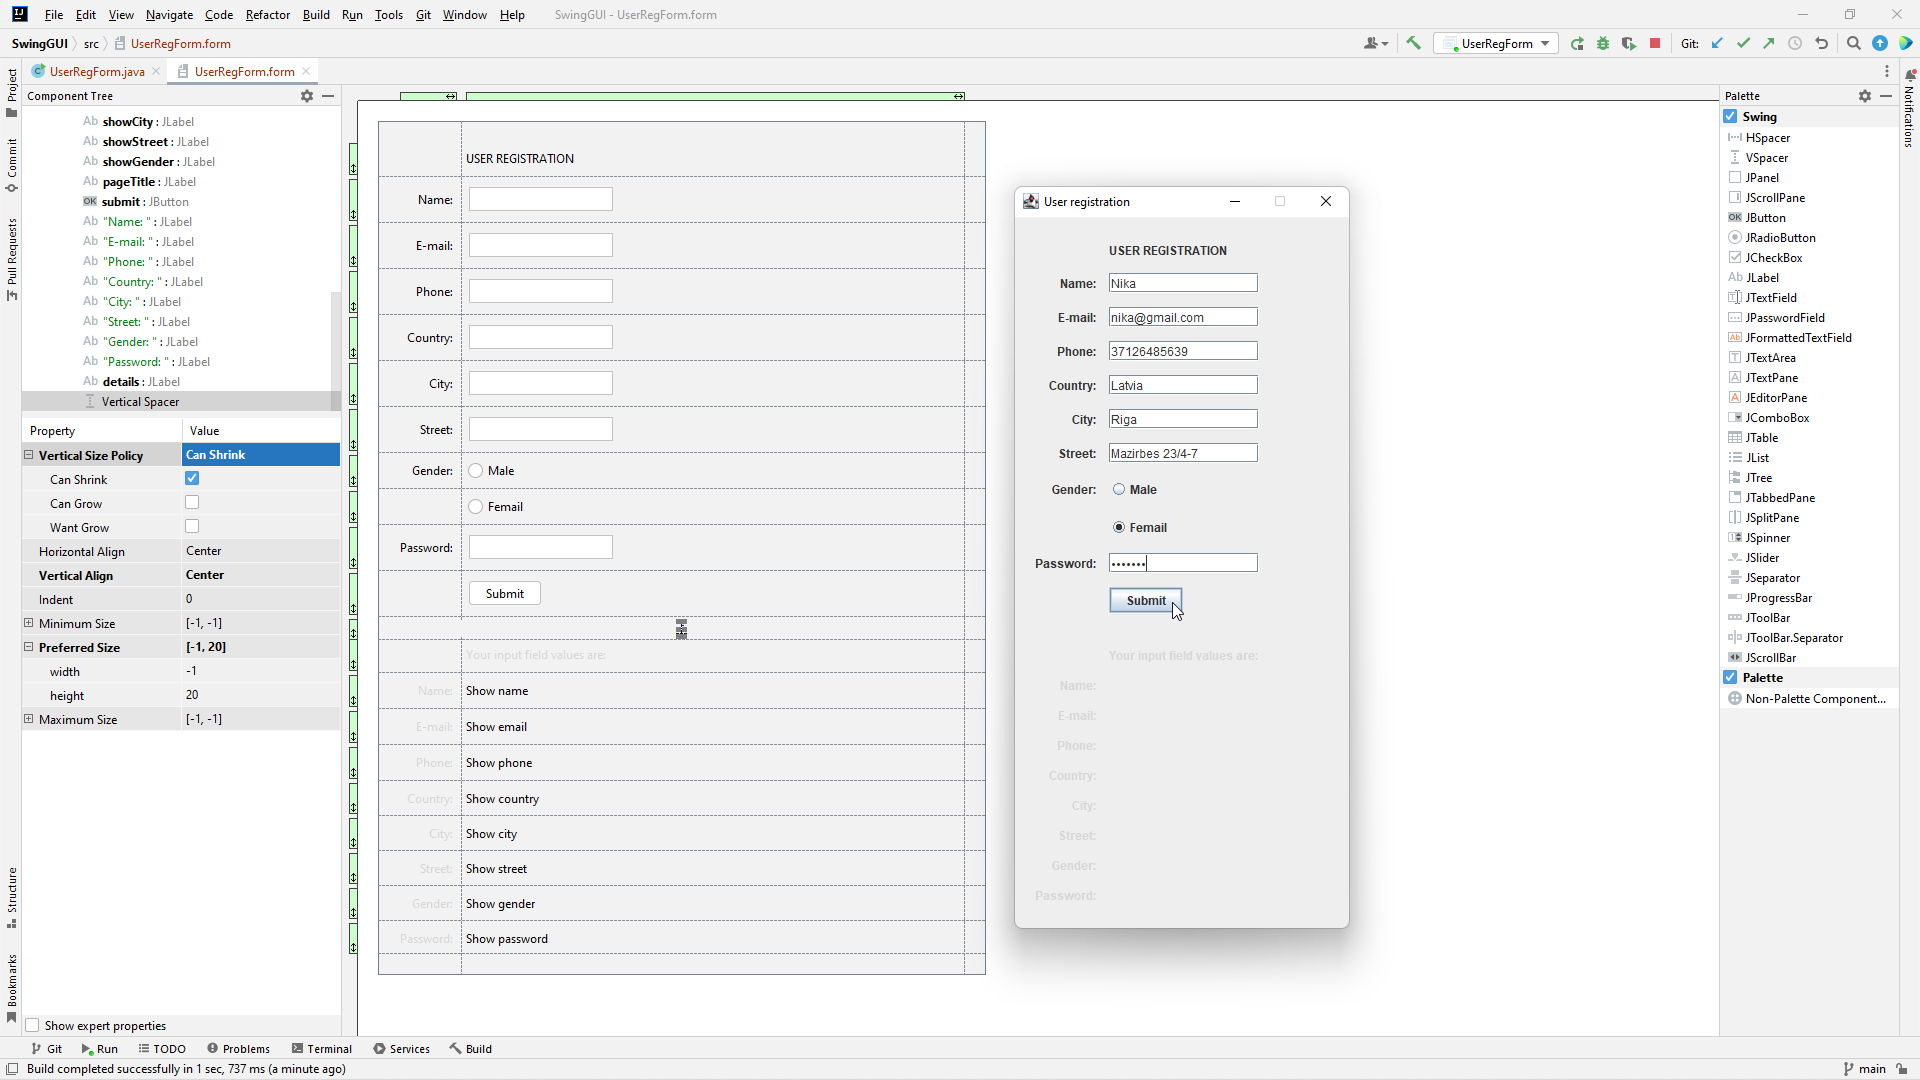 File Edit View Navigate Code Refactor Build Run Tools Git Window Help SwingGUI - UserRegForm.form
SwingGUI src UserRegForm.form
UserRegForm Git:
UserRegForm.java UserRegForm.form
Project
Commit
Pull Requests
Structure
Bookmarks
Component Tree
Ab showCity : JLabel
Ab showStreet : JLabel
Ab showGender : JLabel
Ab pageTitle : JLabel
OK submit : JButton
Ab "Name: " : JLabel
Ab "E-mail: " : JLabel
Ab "Phone: " : JLabel
Ab "Country: " : JLabel
Ab "City: " : JLabel
Ab "Street: " : JLabel
Ab "Gender: " : JLabel
Ab "Password: " : JLabel
Ab details : JLabel
Vertical Spacer
Property Value
Vertical Size Policy Can Shrink
Can Shrink
Can Grow
Want Grow
Horizontal Align Center
Vertical Align Center
Indent 0
Minimum Size [-1, -1]
Preferred Size [-1, 20]
width -1
height 20
Maximum Size [-1, -1]
Show expert properties
USER REGISTRATION
Name:
E-mail:
Phone:
Country:
City:
Street:
Gender: Male
Femail
Password:
Submit
Your input field values are:
Name: Show name
E-mail: Show email
Phone: Show phone
Country: Show country
City: Show city
Street: Show street
Gender: Show gender
Password: Show password
User registration
USER REGISTRATION
Name: Nika
E-mail: nika@gmail.com
Phone: 37126485639
Country: Latvia
City: Riga
Street: Mazirbes 23/4-7
Gender: Male
Femail
Password: •••••••
Submit
Your input field values are:
Name:
E-mail:
Phone:
Country:
City:
Street:
Gender:
Password:
Palette
Swing
HSpacer
VSpacer
JPanel
JScrollPane
OK JButton
JRadioButton
JCheckBox
Ab JLabel
JTextField
JPasswordField
JFormattedTextField
JTextArea
JTextPane
JEditorPane
JComboBox
JTable
JList
JTree
JTabbedPane
JSplitPane
JSpinner
JSlider
JSeparator
JProgressBar
JToolBar
JToolBar.Separator
JScrollBar
Palette
Non-Palette Component...
Notifications
Git Run TODO Problems Terminal Services Build
Build completed successfully in 1 sec, 737 ms (a minute ago) main